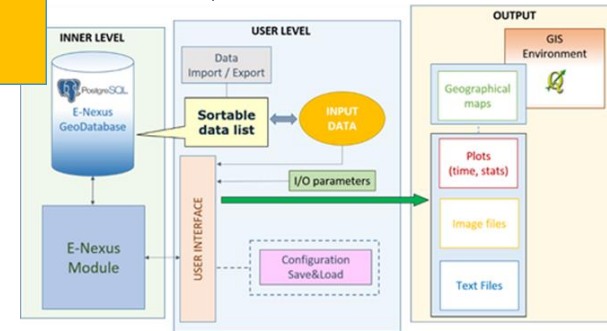 INNER LEVEL
PostgreSQL
E-Nexus
GeoDatabase
E-Nexus
Module
USER LEVEL
Data
Import / Export
Sortable
data list
INPUT
DATA
I/O parameters
USER INTERFACE
Configuration
Save&Load
OUTPUT
GIS
Environment
Geographical
maps
Plots
(time, stats)
Image files
Text Files